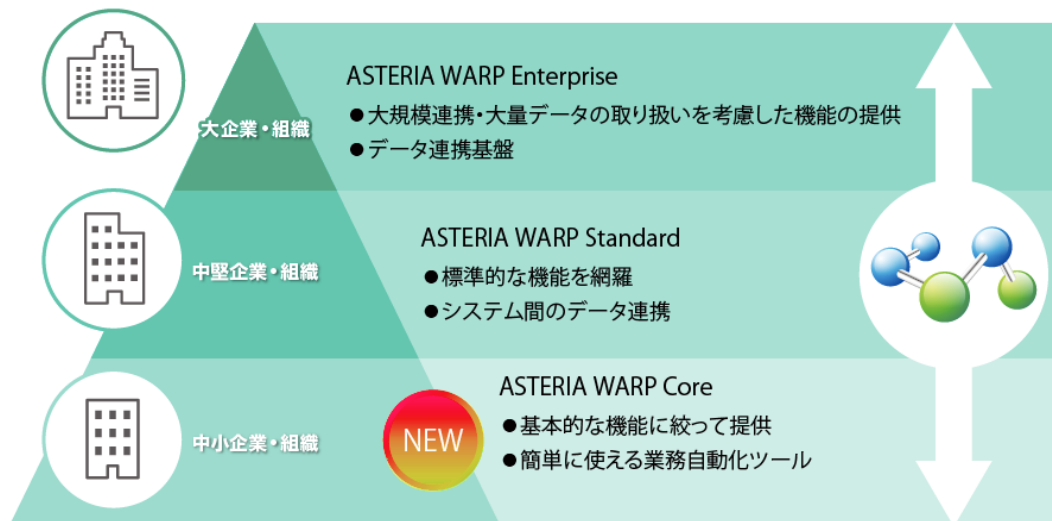 大企業・組織
ASTERIA WARP Enterprise
●大規模連携・大量データの取り扱いを考慮した機能の提供
●データ連携基盤
中堅企業・組織
ASTERIA WARP Standard
●標準的な機能を網羅
●システム間のデータ連携
中小企業・組織
NEW
ASTERIA WARP Core
●基本的な機能に絞って提供
●簡単に使える業務自動化ツール